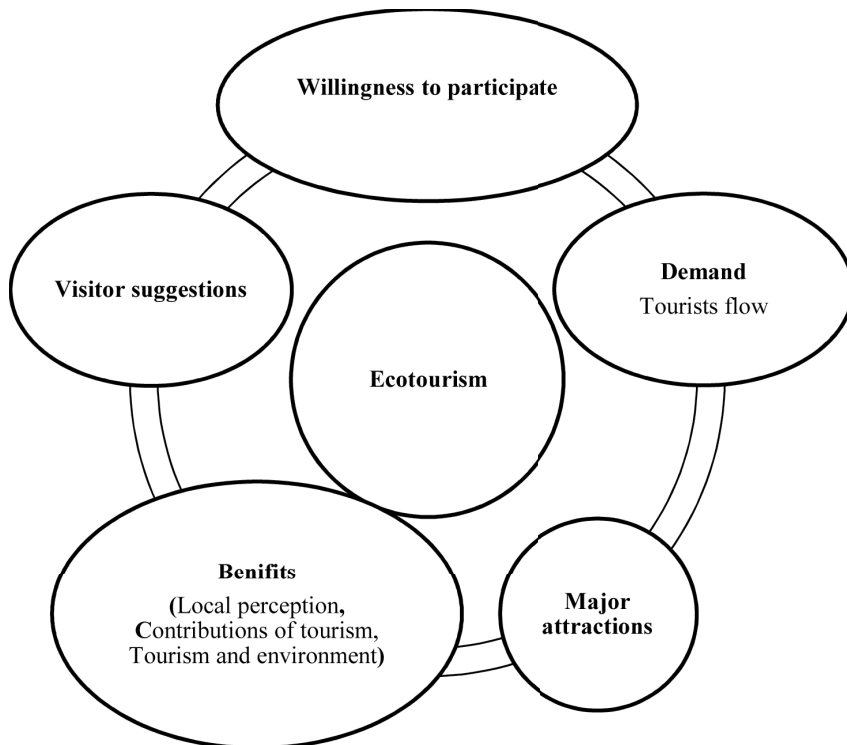 Willingness to participate
Visitor suggestions
Demand
Tourists flow
Ecotourism
Benifits
(Local perception,
Contributions of tourism,
Tourism and environment)
Major
attractions